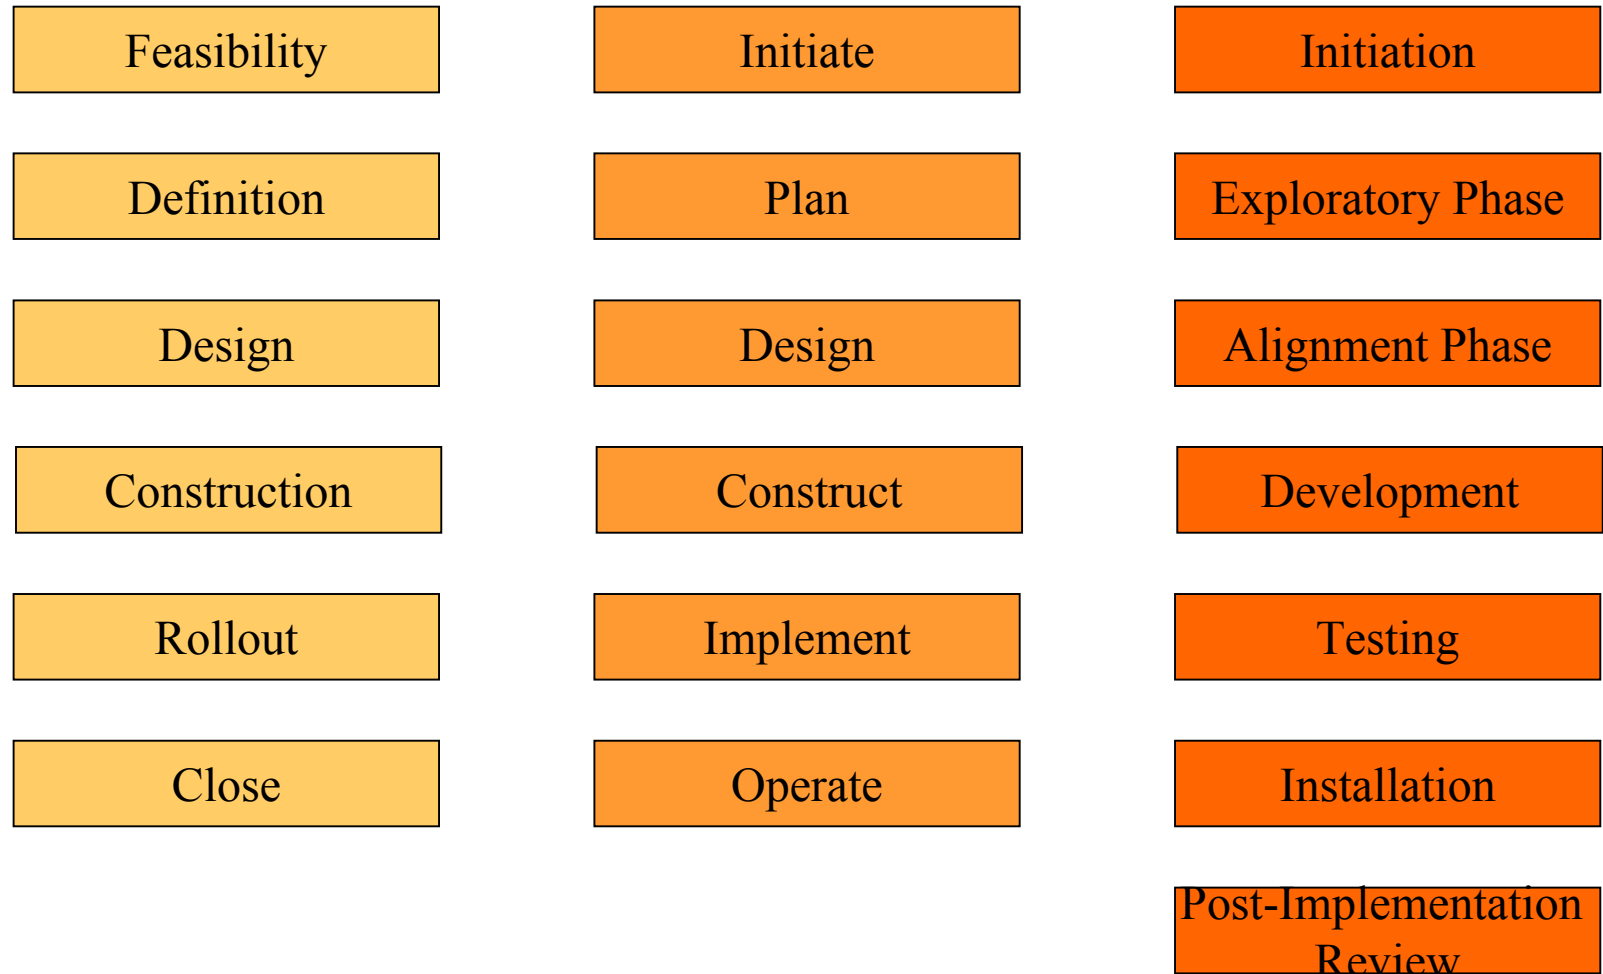 Feasibility
Initiate
Initiation
Definition
Plan
Exploratory Phase
Design
Design
Alignment Phase
Construction
Construct
Development
Rollout
Implement
Testing
Close
Operate
Installation
Post-Implementation
Review